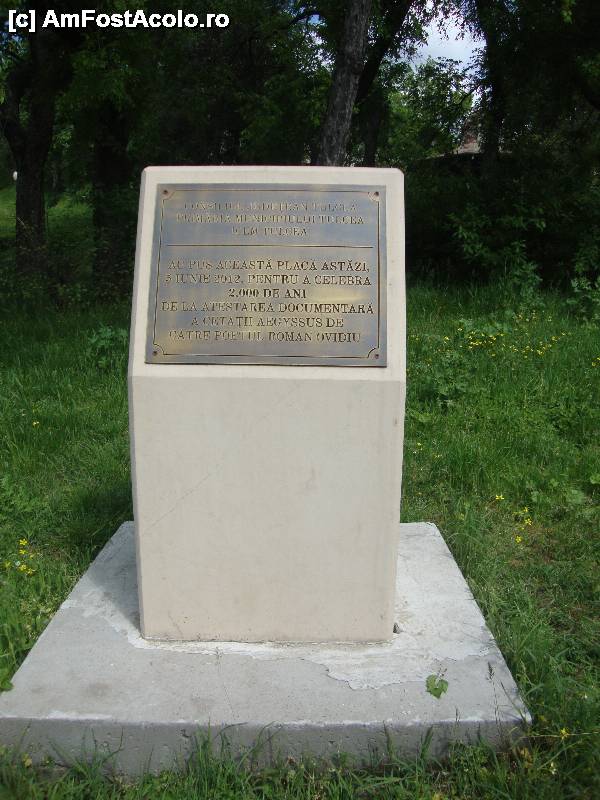 [c] AmFostAcolo.ro
CONSILIUL JUDEȚEAN TULCEA
PRIMĂRIA MUNICIPIULUI TULCEA
TULCEA
AU PUS ACEASTĂ PLACĂ ASTĂZI,
5 IUNIE 2012, PENTRU A CELEBRA
2.000 DE ANI
DE LA ATESTAREA DOCUMENTARĂ
A CETĂȚII AEGYSSUS DE
CĂTRE POETUL ROMAN OVIDIU